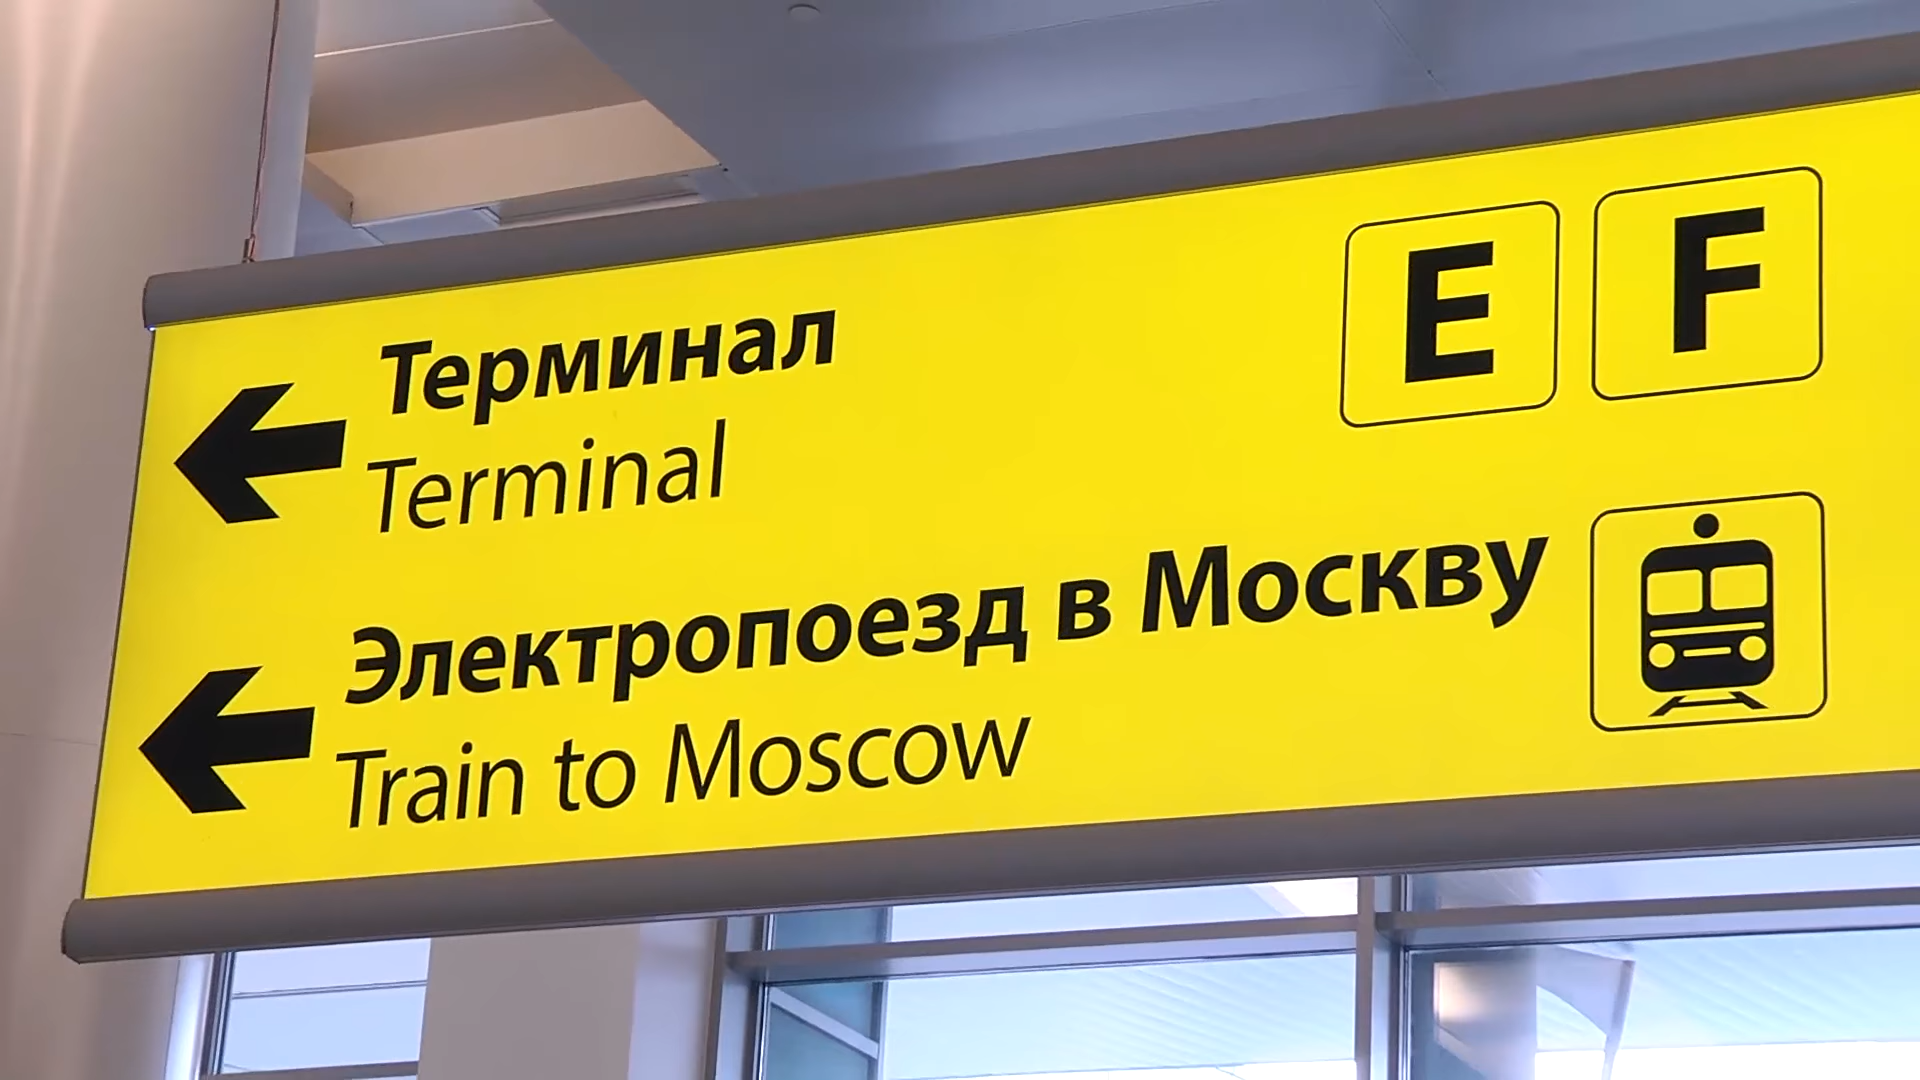 Терминал E F
Terminal
Электропоезд в Москву
Train to Moscow